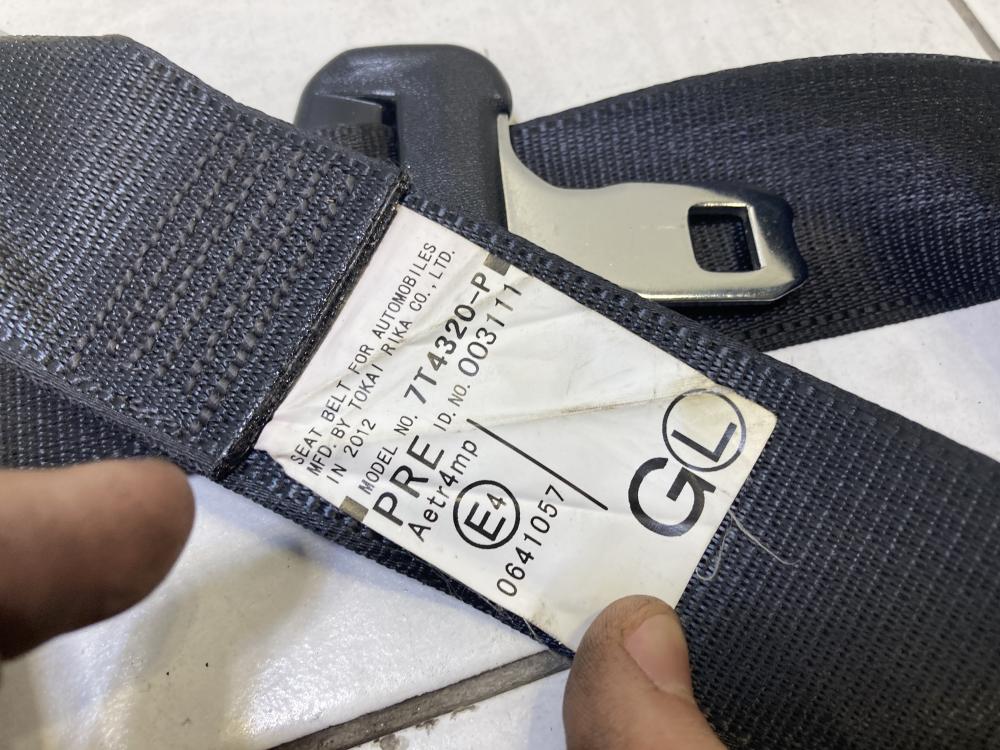 SEAT BELT FOR AUTOMOBILES
MFD. BY TOKAI RIKA CO., LTD.
IN 2012
MODEL NO. 7T4320-P
PRE ID. NO. 003111
Aetr4mp
E4
0641057
GL